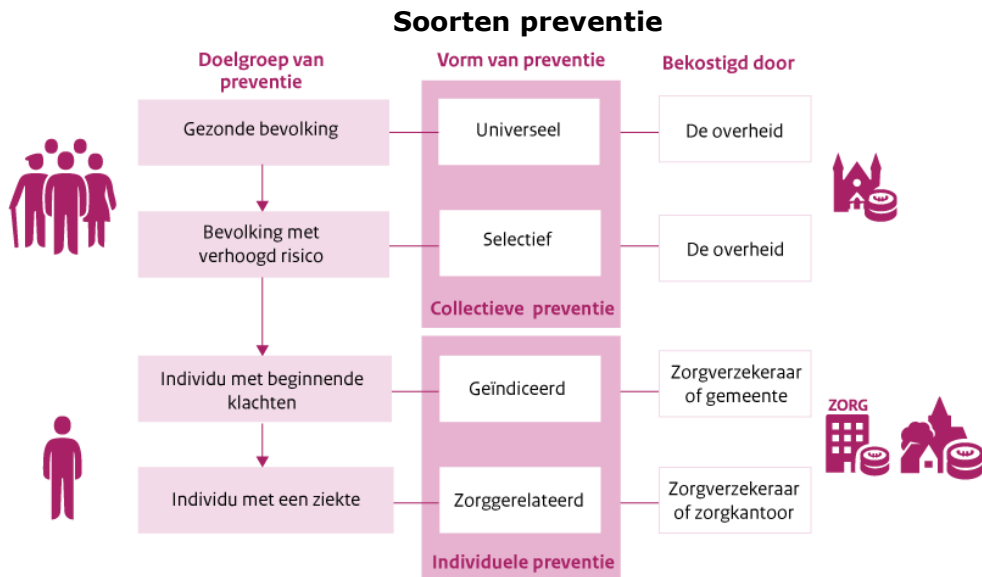 Soorten preventie
Doelgroep van
preventie
Vorm van preventie
Bekostigd door
Gezonde bevolking
Universeel
De overheid
Bevolking met
verhoogd risico
Selectief
De overheid
Collectieve preventie
Individu met beginnende
klachten
Geïndiceerd
Zorgverzekeraar
of gemeente
ZORG
Individu met een ziekte
Zorggerelateerd
Zorgverzekeraar
of zorgkantoor
Individuele preventie